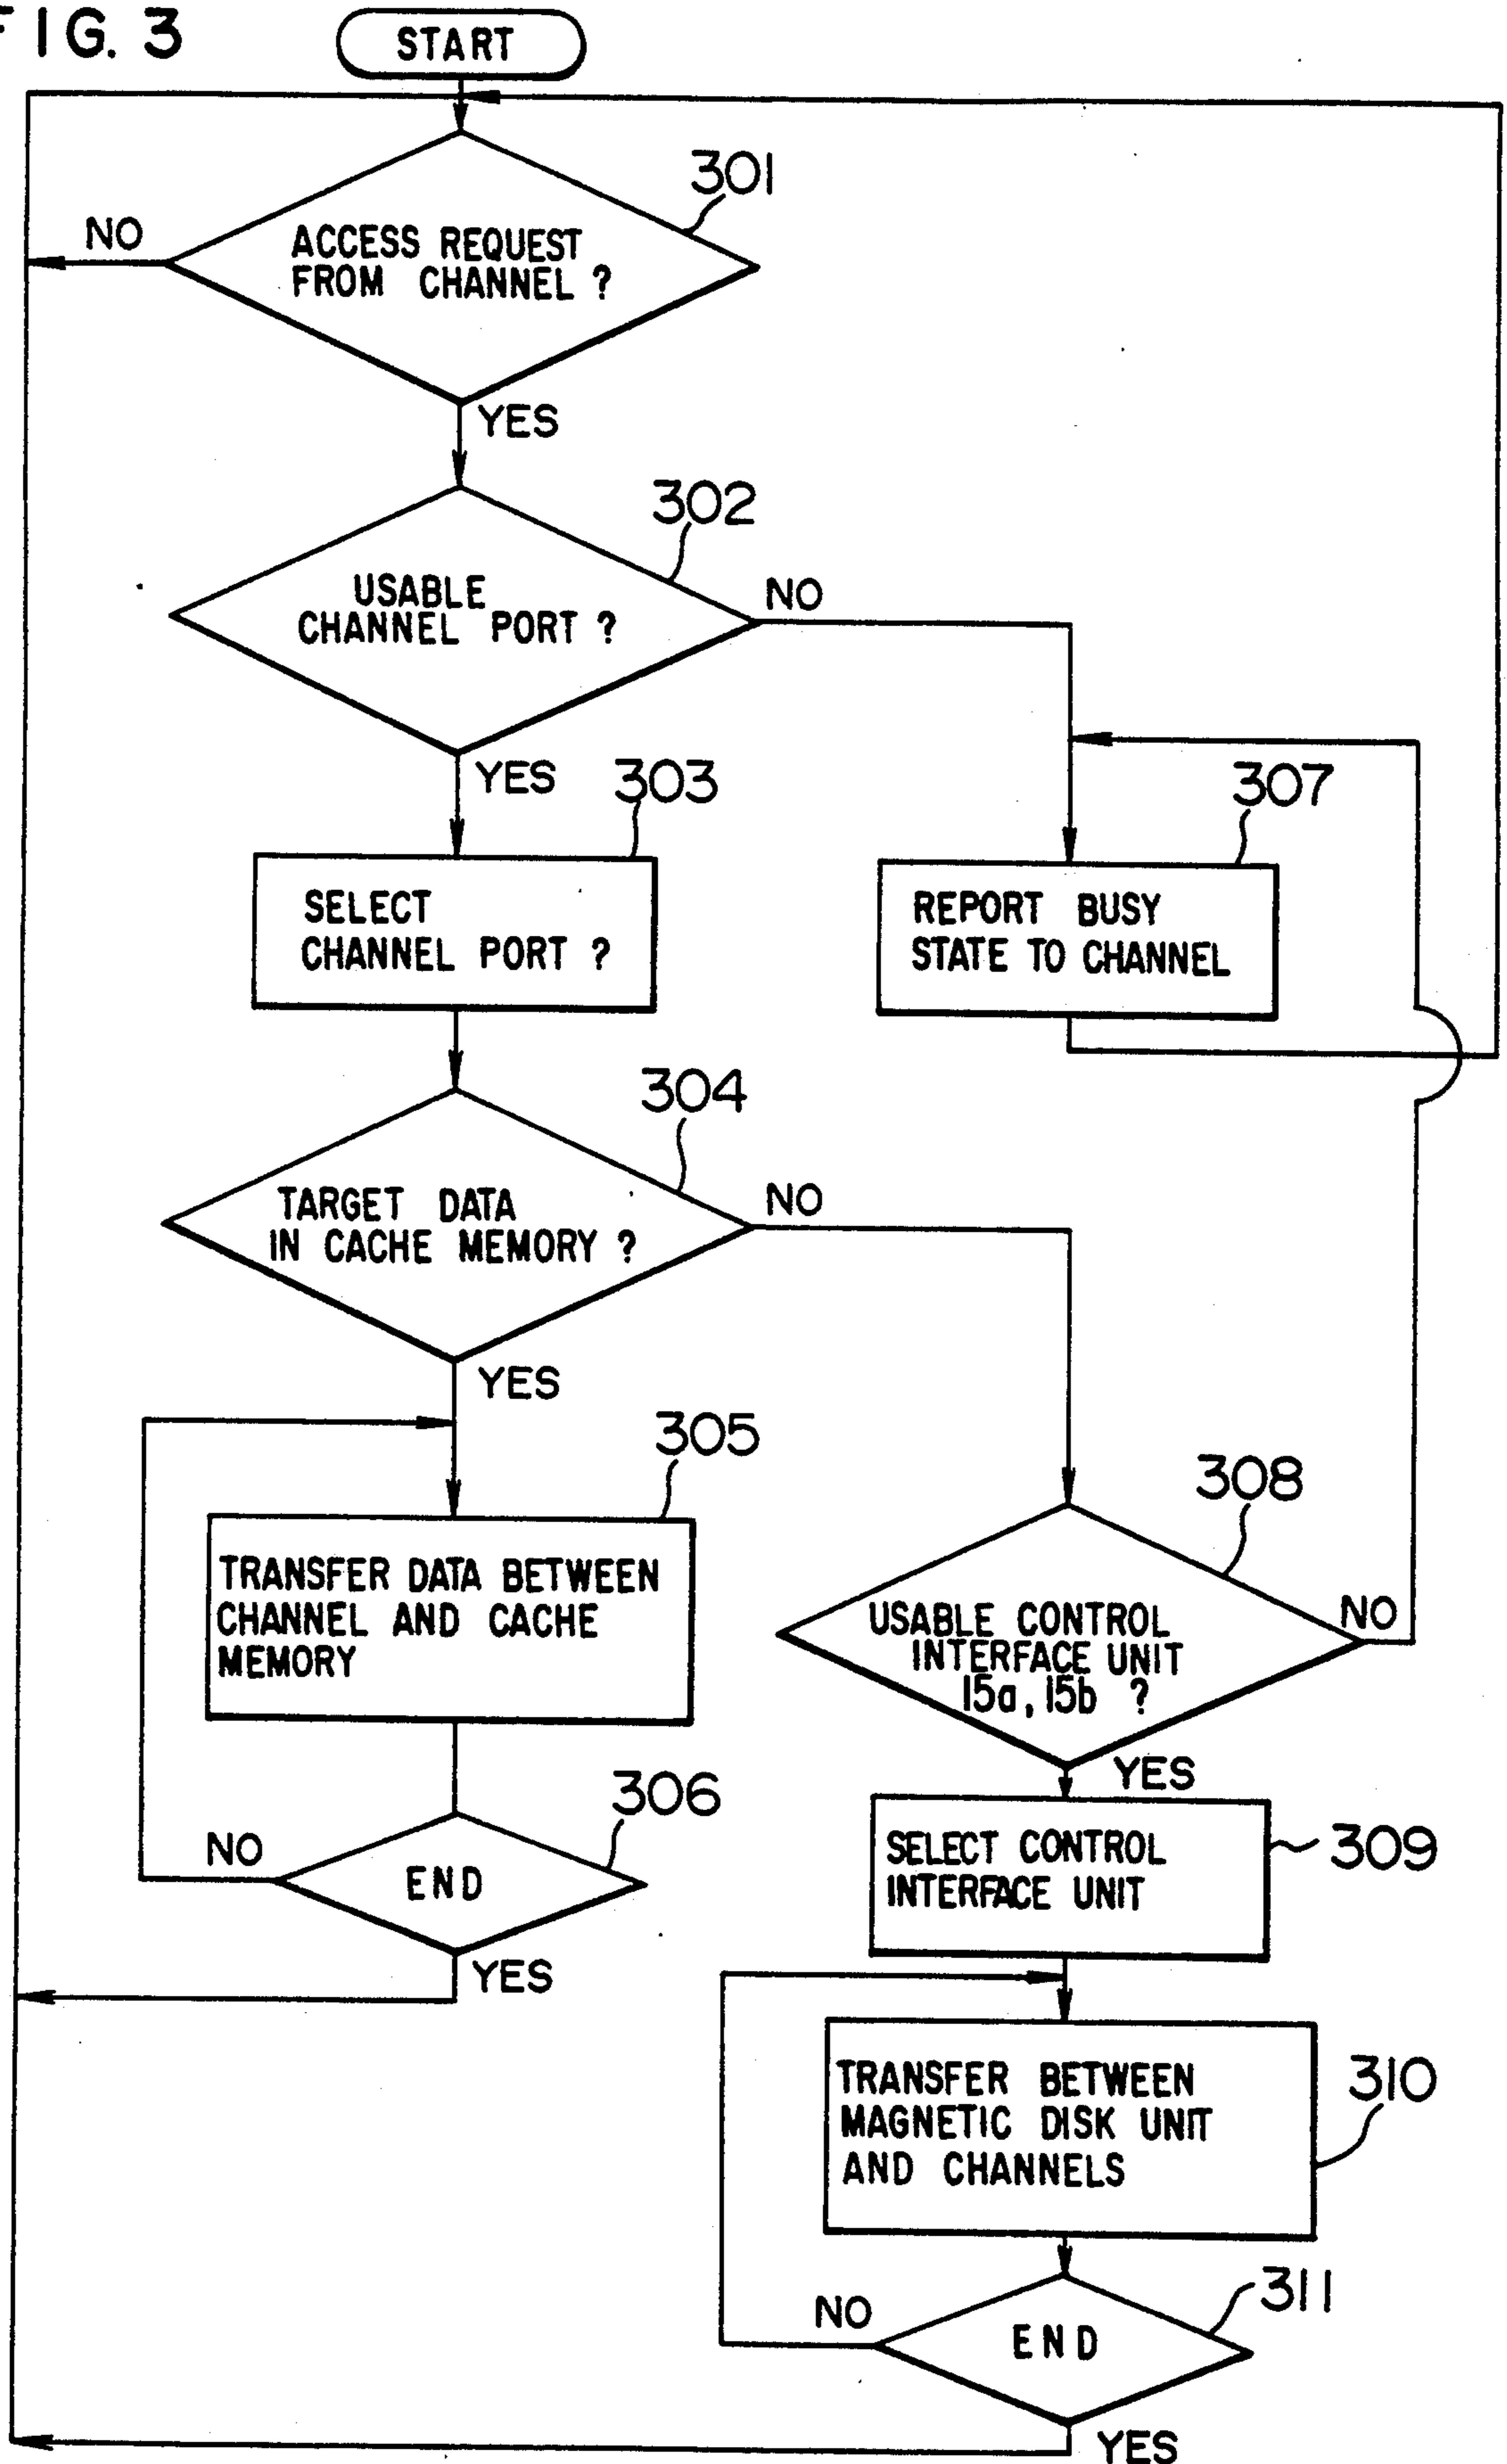 FIG. 3
START
301
NO
ACCESS REQUEST
FROM CHANNEL ?
YES
302
USABLE
CHANNEL PORT ?
NO
YES
303
307
SELECT
CHANNEL PORT ?
REPORT BUSY
STATE TO CHANNEL
304
TARGET DATA
IN CACHE MEMORY ?
NO
YES
305
308
TRANSFER DATA BETWEEN
CHANNEL AND CACHE
MEMORY
USABLE CONTROL
INTERFACE UNIT
15a, 15b ?
NO
YES
306
NO
END
YES
SELECT CONTROL
INTERFACE UNIT
309
TRANSFER BETWEEN
MAGNETIC DISK UNIT
AND CHANNELS
310
311
NO
END
YES